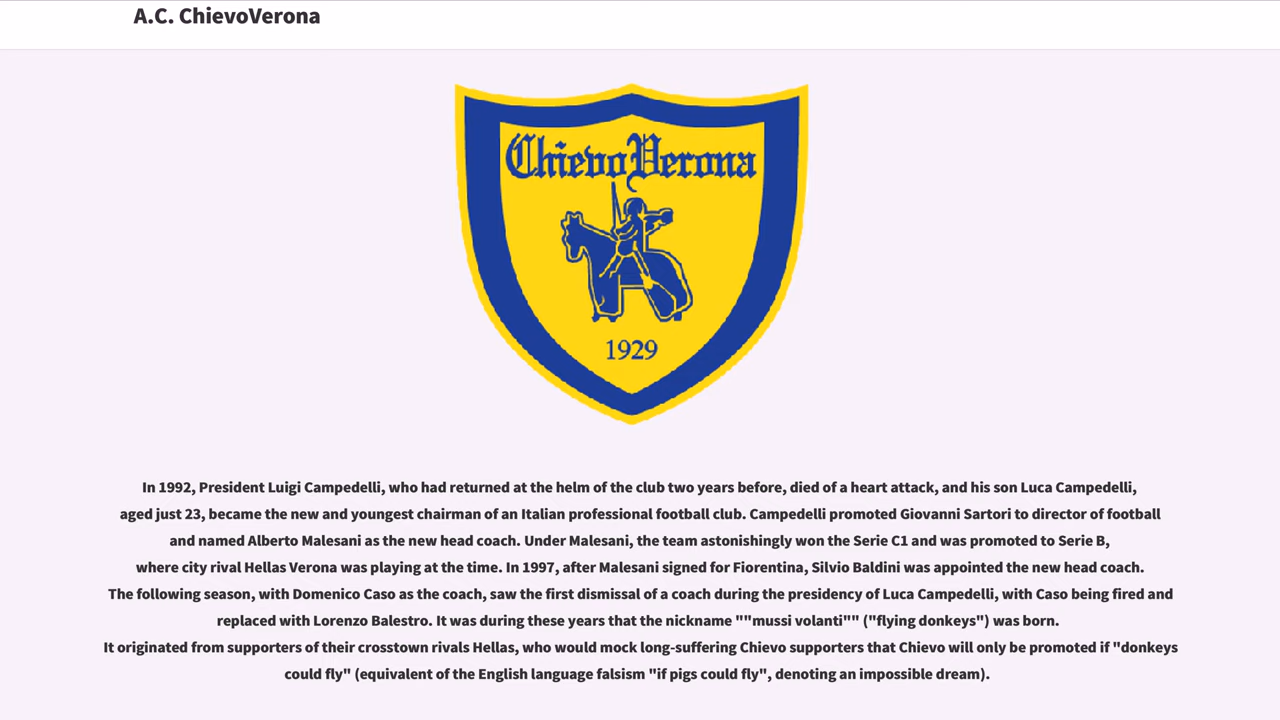 A.C. ChievoVerona
ChievoVerona
1929
In 1992, President Luigi Campedelli, who had returned at the helm of the club two years before, died of a heart attack, and his son Luca Campedelli,
aged just 23, became the new and youngest chairman of an Italian professional football club. Campedelli promoted Giovanni Sartori to director of football
and named Alberto Malesani as the new head coach. Under Malesani, the team astonishingly won the Serie C1 and was promoted to Serie B,
where city rival Hellas Verona was playing at the time. In 1997, after Malesani signed for Fiorentina, Silvio Baldini was appointed the new head coach.
The following season, with Domenico Caso as the coach, saw the first dismissal of a coach during the presidency of Luca Campedelli, with Caso being fired and
replaced with Lorenzo Balestro. It was during these years that the nickname ""mussi volanti"" ("flying donkeys") was born.
It originated from supporters of their crosstown rivals Hellas, who would mock long-suffering Chievo supporters that Chievo will only be promoted if "donkeys
could fly" (equivalent of the English language falsism "if pigs could fly", denoting an impossible dream).